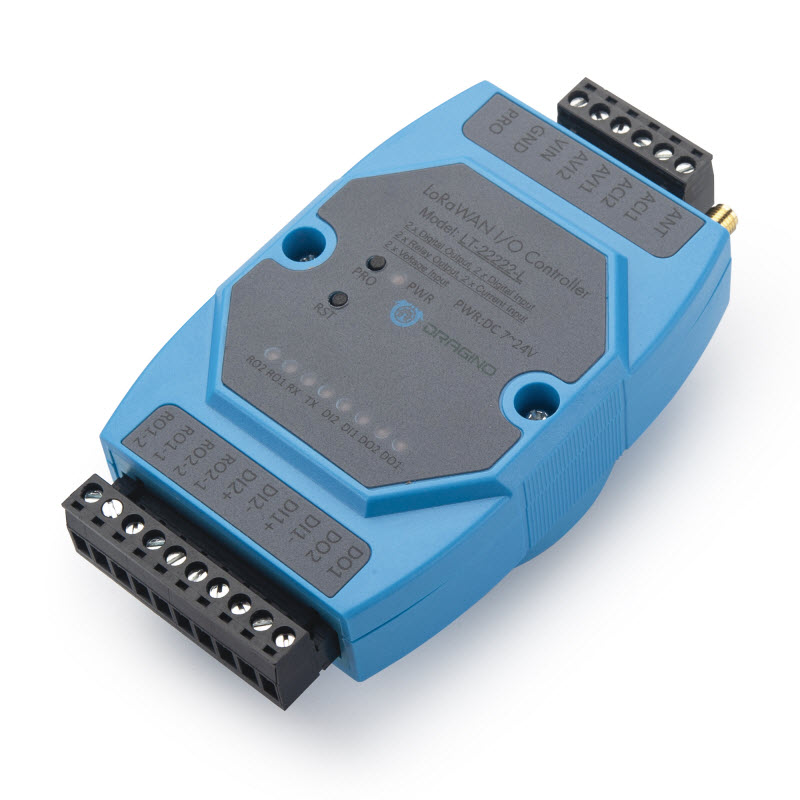 PRO
GND
VIN
AVI2
AVI1
ACI2
ACI1
ANT
LoRaWAN I/O Controller
Model: LT-22222-L
2 x Digital Output, 2 x Digital Input
2 x Relay Output, 2 x Current Input
2 x Voltage Input
PWR:DC 7~24V
PRO
PWR
RST
DRAGINO
RO2 RO1 RX TX DI2 DI1 DO2 DO1
RO1-2
RO1-1
RO2-2
RO2-1
DI2+
DI2-
DI1+
DI1-
DO2
DO1